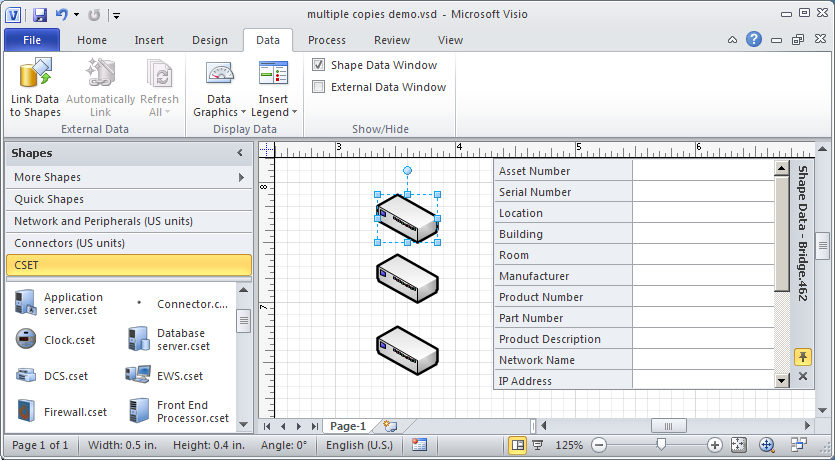 multiple copies demo.vsd - Microsoft Visio
File Home Insert Design Data Process Review View
Link Data to Shapes
Automatically Link
Refresh All
External Data
Data Graphics
Insert Legend
Display Data
Shape Data Window
External Data Window
Show/Hide
Shapes
More Shapes
Quick Shapes
Network and Peripherals (US units)
Connectors (US units)
CSET
Application server.cset
Connector.c...
Clock.cset
Database server.cset
DCS.cset
EWS.cset
Firewall.cset
Front End Processor.cset
3 4 5 6
8
7
Asset Number
Serial Number
Location
Building
Room
Manufacturer
Product Number
Part Number
Product Description
Network Name
IP Address
Shape Data - Bridge.462
Page-1
Page 1 of 1 Width: 0.5 in. Height: 0.4 in. Angle: 0° English (U.S.) 125%